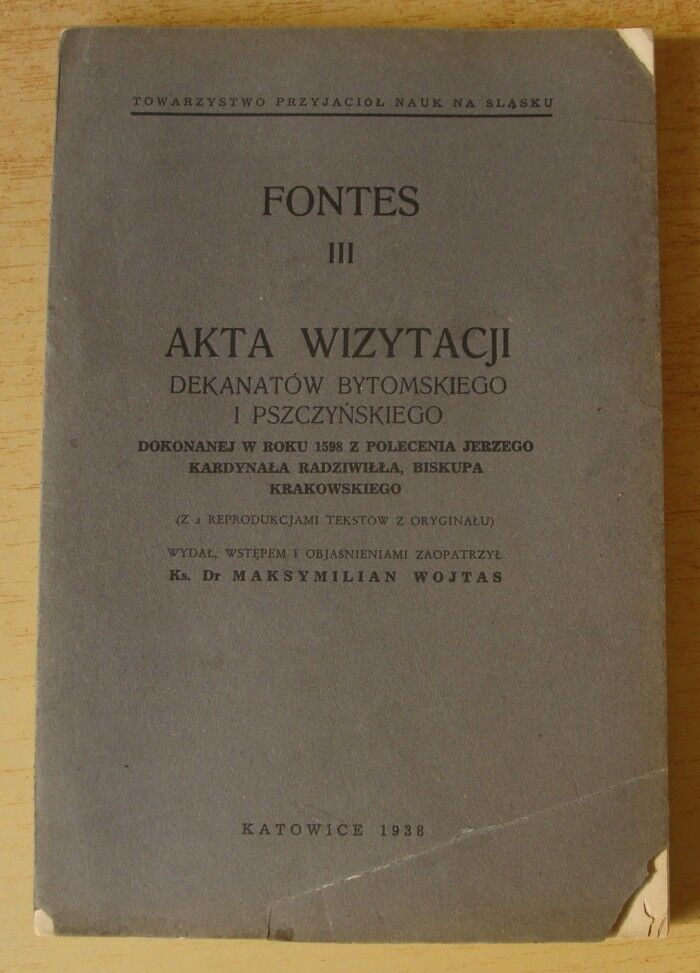 TOWARZYSTWO PRZYJACIÓŁ NAUK NA ŚLĄSKU
FONTES
III
AKTA WIZYTACJI
DEKANATÓW BYTOMSKIEGO
I PSZCZYŃSKIEGO
DOKONANEJ W ROKU 1598 Z POLECENIA JERZEGO
KARDYNAŁA RADZIWIŁŁA, BISKUPA
KRAKOWSKIEGO
(Z 2 REPRODUKCJAMI TEKSTÓW Z ORYGINAŁU)
WYDAŁ, WSTĘPEM I OBJAŚNIENIAMI ZAOPATRZYŁ
Ks. Dr MAKSYMILIAN WOJTAS
KATOWICE 1938